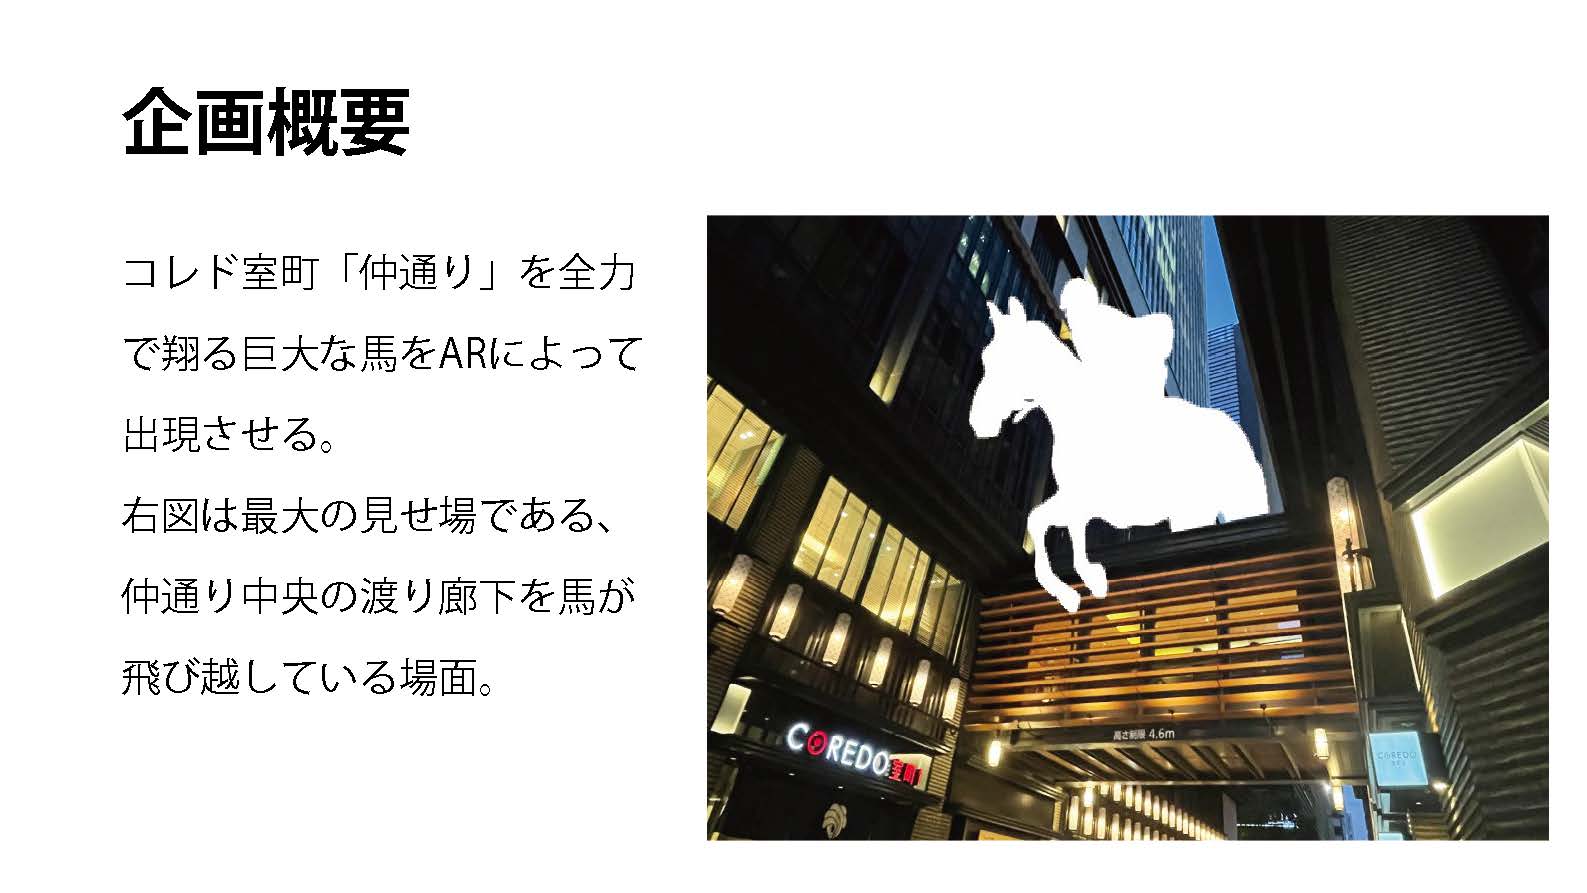 企画概要
コレド室町「仲通り」を全力
で翔る巨大な馬をARによって
出現させる。
右図は最大の見せ場である、
仲通り中央の渡り廊下を馬が
飛び越している場面。
COREDO室町1
高さ制限 4.6m
COREDO